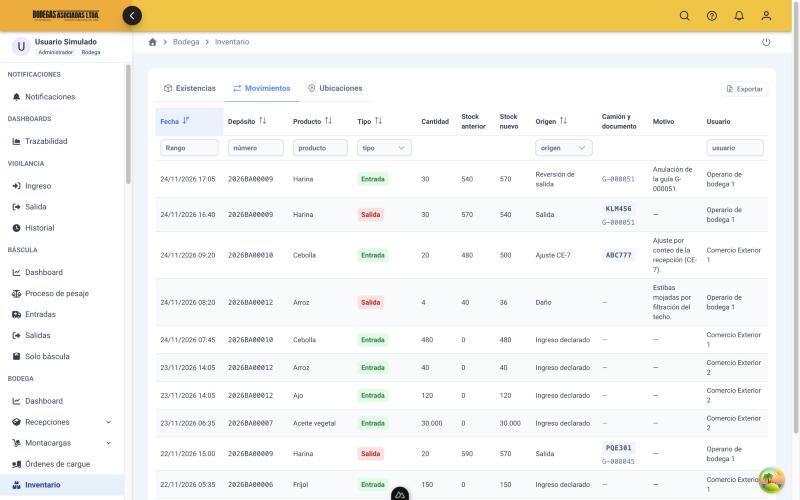 BODEGAS ASOCIADAS LTDA.
U
Usuario Simulado
Administrador Bodega
NOTIFICACIONES
Notificaciones
DASHBOARDS
Trazabilidad
VIGILANCIA
Ingreso
Salida
Historial
BÁSCULA
Dashboard
Proceso de pesaje
Entradas
Salidas
Solo báscula
BODEGA
Dashboard
Recepciones
Montacargas
Órdenes de cargue
Inventario
Bodega Inventario
Existencias Movimientos Ubicaciones
Exportar
Fecha Depósito Producto Tipo Cantidad Stock anterior Stock nuevo Origen Camión y documento Motivo Usuario
Rango número producto tipo origen usuario
24/11/2026 17:05 2026BA00009 Harina Entrada 30 540 570 Reversión de salida G-000051 Anulación de la guía G-000051. Operario de bodega 1
24/11/2026 16:40 2026BA00009 Harina Salida 30 570 540 Salida KLM456 G-000051 — Operario de bodega 1
24/11/2026 09:20 2026BA00010 Cebolla Entrada 20 480 500 Ajuste CE-7 ABC777 Ajuste por conteo de la recepción (CE-7). Comercio Exterior 1
24/11/2026 08:20 2026BA00012 Arroz Salida 4 40 36 Daño — Estibas mojadas por filtración del techo. Operario de bodega 1
24/11/2026 07:45 2026BA00010 Cebolla Entrada 480 0 480 Ingreso declarado — — Comercio Exterior 1
23/11/2026 14:05 2026BA00012 Arroz Entrada 40 0 40 Ingreso declarado — — Comercio Exterior 2
23/11/2026 14:05 2026BA00012 Ajo Entrada 120 0 120 Ingreso declarado — — Comercio Exterior 2
23/11/2026 06:35 2026BA00007 Aceite vegetal Entrada 30.000 0 30.000 Ingreso declarado — — Comercio Exterior 2
22/11/2026 15:00 2026BA00009 Harina Salida 20 590 570 Salida PQE301 G-000045 — Operario de bodega 1
22/11/2026 05:35 2026BA00006 Fríjol Entrada 150 0 150 Ingreso declarado — — Comercio Exterior